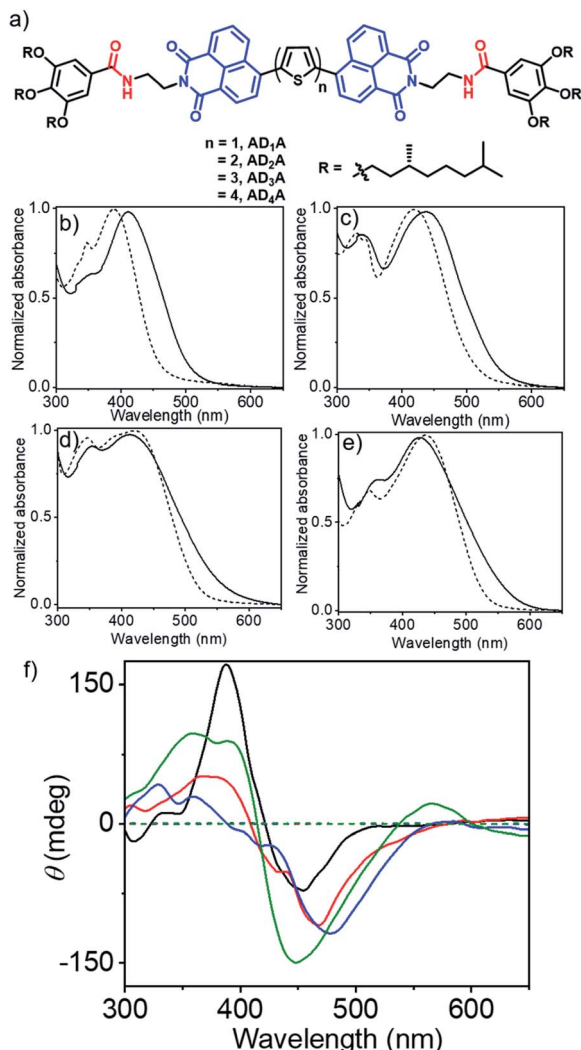 a)
RO
RO
RO
O
N
H
O
N
O
S
n
O
N
O
O
N
H
OR
OR
OR
n = 1, AD₁A
= 2, AD₂A
= 3, AD₃A
= 4, AD₄A
R =
b)
Normalized absorbance
1.0
0.5
0.0
300 400 500 600
Wavelength (nm)
c)
Normalized absorbance
1.0
0.5
0.0
300 400 500 600
Wavelength (nm)
d)
Normalized absorbance
1.0
0.5
0.0
300 400 500 600
Wavelength (nm)
e)
Normalized absorbance
1.0
0.5
0.0
300 400 500 600
Wavelength (nm)
f)
θ (mdeg)
150
0
-150
300 400 500 600
Wavelength (nm)